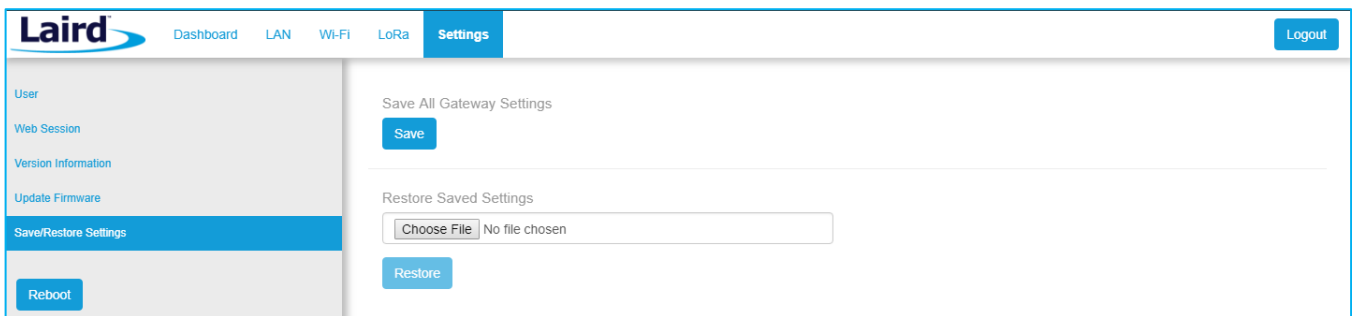 Laird™
Dashboard LAN Wi-Fi LoRa Settings Logout
User
Web Session
Version Information
Update Firmware
Save/Restore Settings
Reboot
Save All Gateway Settings
Save
Restore Saved Settings
Choose File No file chosen
Restore